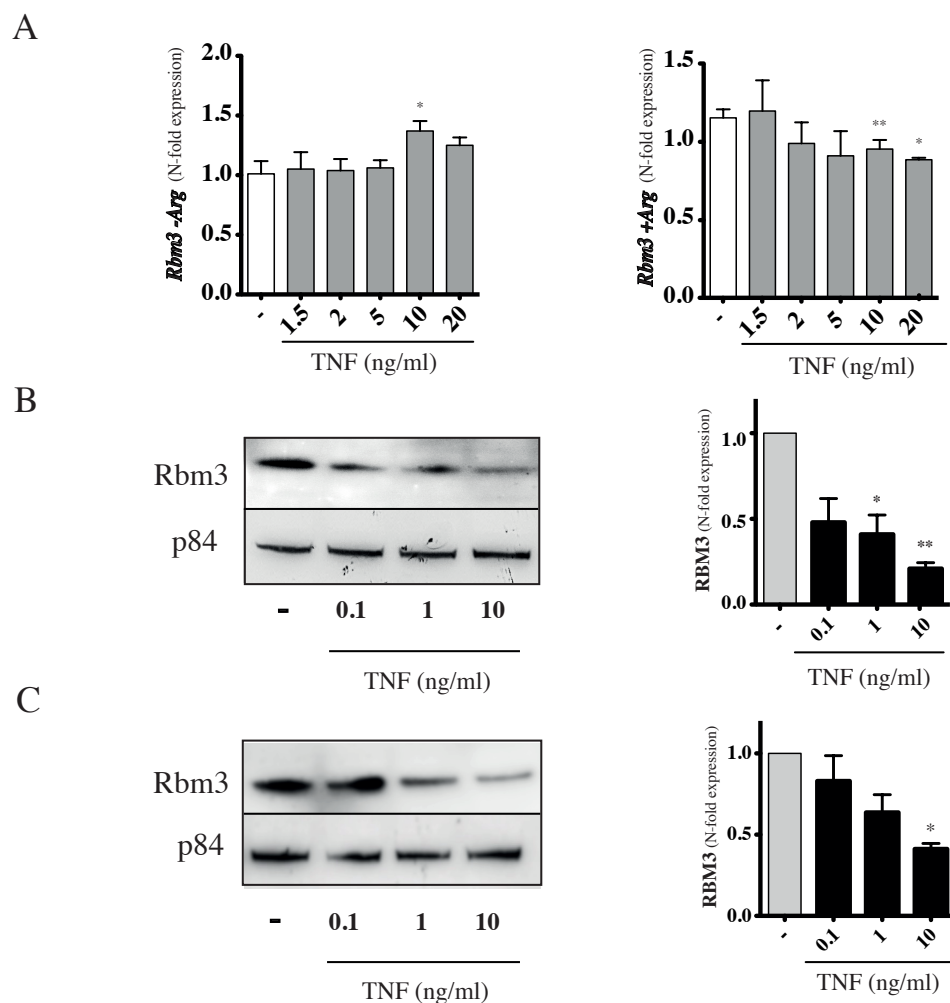 A
Rbm3 -Arg (N-fold expression)
2.0
1.5
1.0
0.5
0.0
*
- 1.5 2 5 10 20
TNF (ng/ml)
Rbm3 +Arg (N-fold expression)
1.5
1.0
0.5
0.0
** *
- 1.5 2 5 10 20
TNF (ng/ml)
B
Rbm3
p84
- 0.1 1 10
TNF (ng/ml)
RBM3 (N-fold expression)
1.0
0.5
0.0
* **
- 0.1 1 10
TNF (ng/ml)
C
Rbm3
p84
- 0.1 1 10
TNF (ng/ml)
RBM3 (N-fold expression)
1.0
0.5
0.0
*
- 0.1 1 10
TNF (ng/ml)